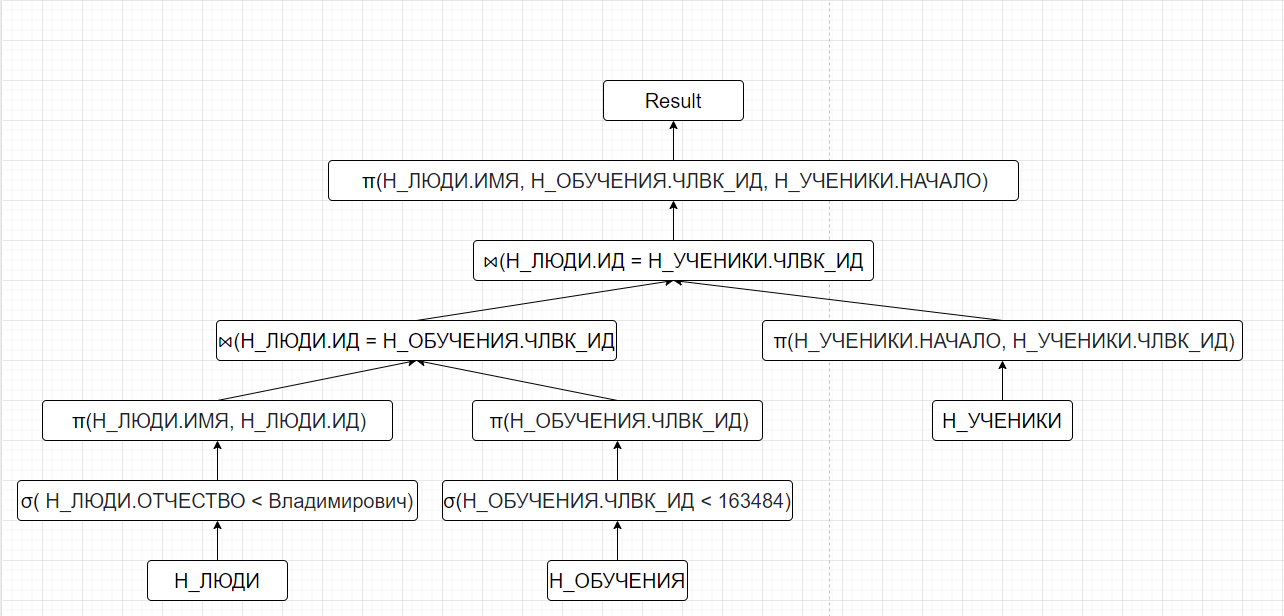 Result
π(Н_ЛЮДИ.ИМЯ, Н_ОБУЧЕНИЯ.ЧЛВК_ИД, Н_УЧЕНИКИ.НАЧАЛО)
⋈(Н_ЛЮДИ.ИД = Н_УЧЕНИКИ.ЧЛВК_ИД
⋈(Н_ЛЮДИ.ИД = Н_ОБУЧЕНИЯ.ЧЛВК_ИД
π(Н_УЧЕНИКИ.НАЧАЛО, Н_УЧЕНИКИ.ЧЛВК_ИД)
π(Н_ЛЮДИ.ИМЯ, Н_ЛЮДИ.ИД)
π(Н_ОБУЧЕНИЯ.ЧЛВК_ИД)
Н_УЧЕНИКИ
σ( Н_ЛЮДИ.ОТЧЕСТВО < Владимирович)
σ(Н_ОБУЧЕНИЯ.ЧЛВК_ИД < 163484)
Н_ЛЮДИ
Н_ОБУЧЕНИЯ